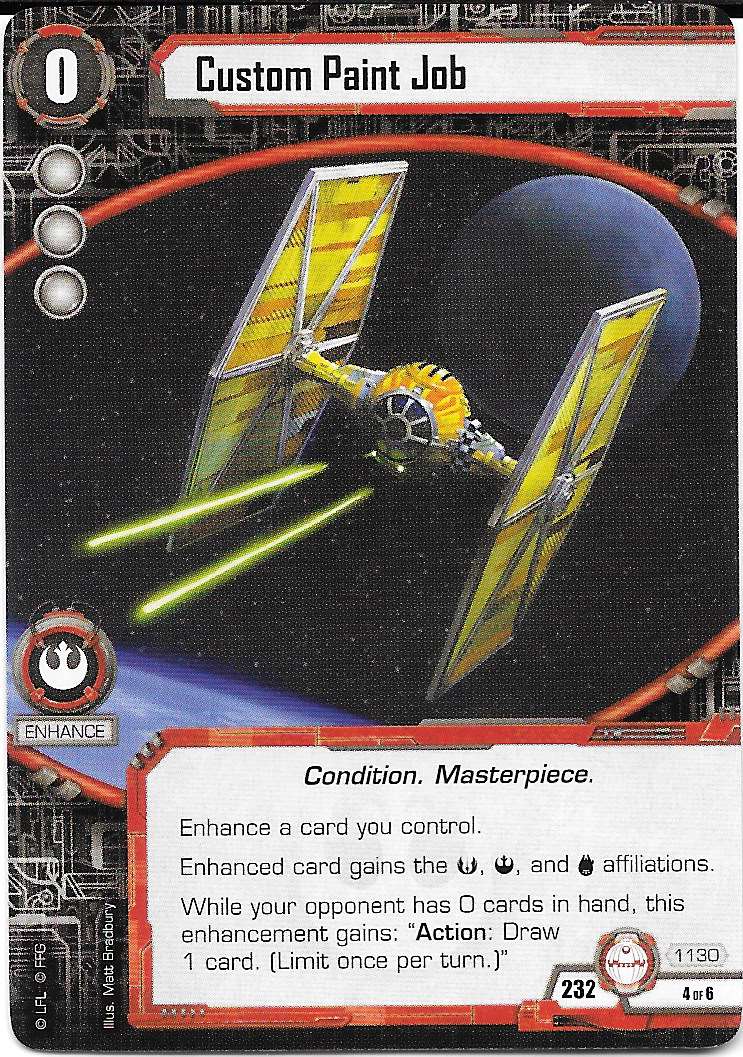 0
Custom Paint Job
ENHANCE
Condition. Masterpiece.
Enhance a card you control.
Enhanced card gains the , , and affiliations.
While your opponent has 0 cards in hand, this
enhancement gains: “Action: Draw
1 card. (Limit once per turn.)”
© LFL © FFG
Illus. Matt Bradbury
232
1130
4 OF 6